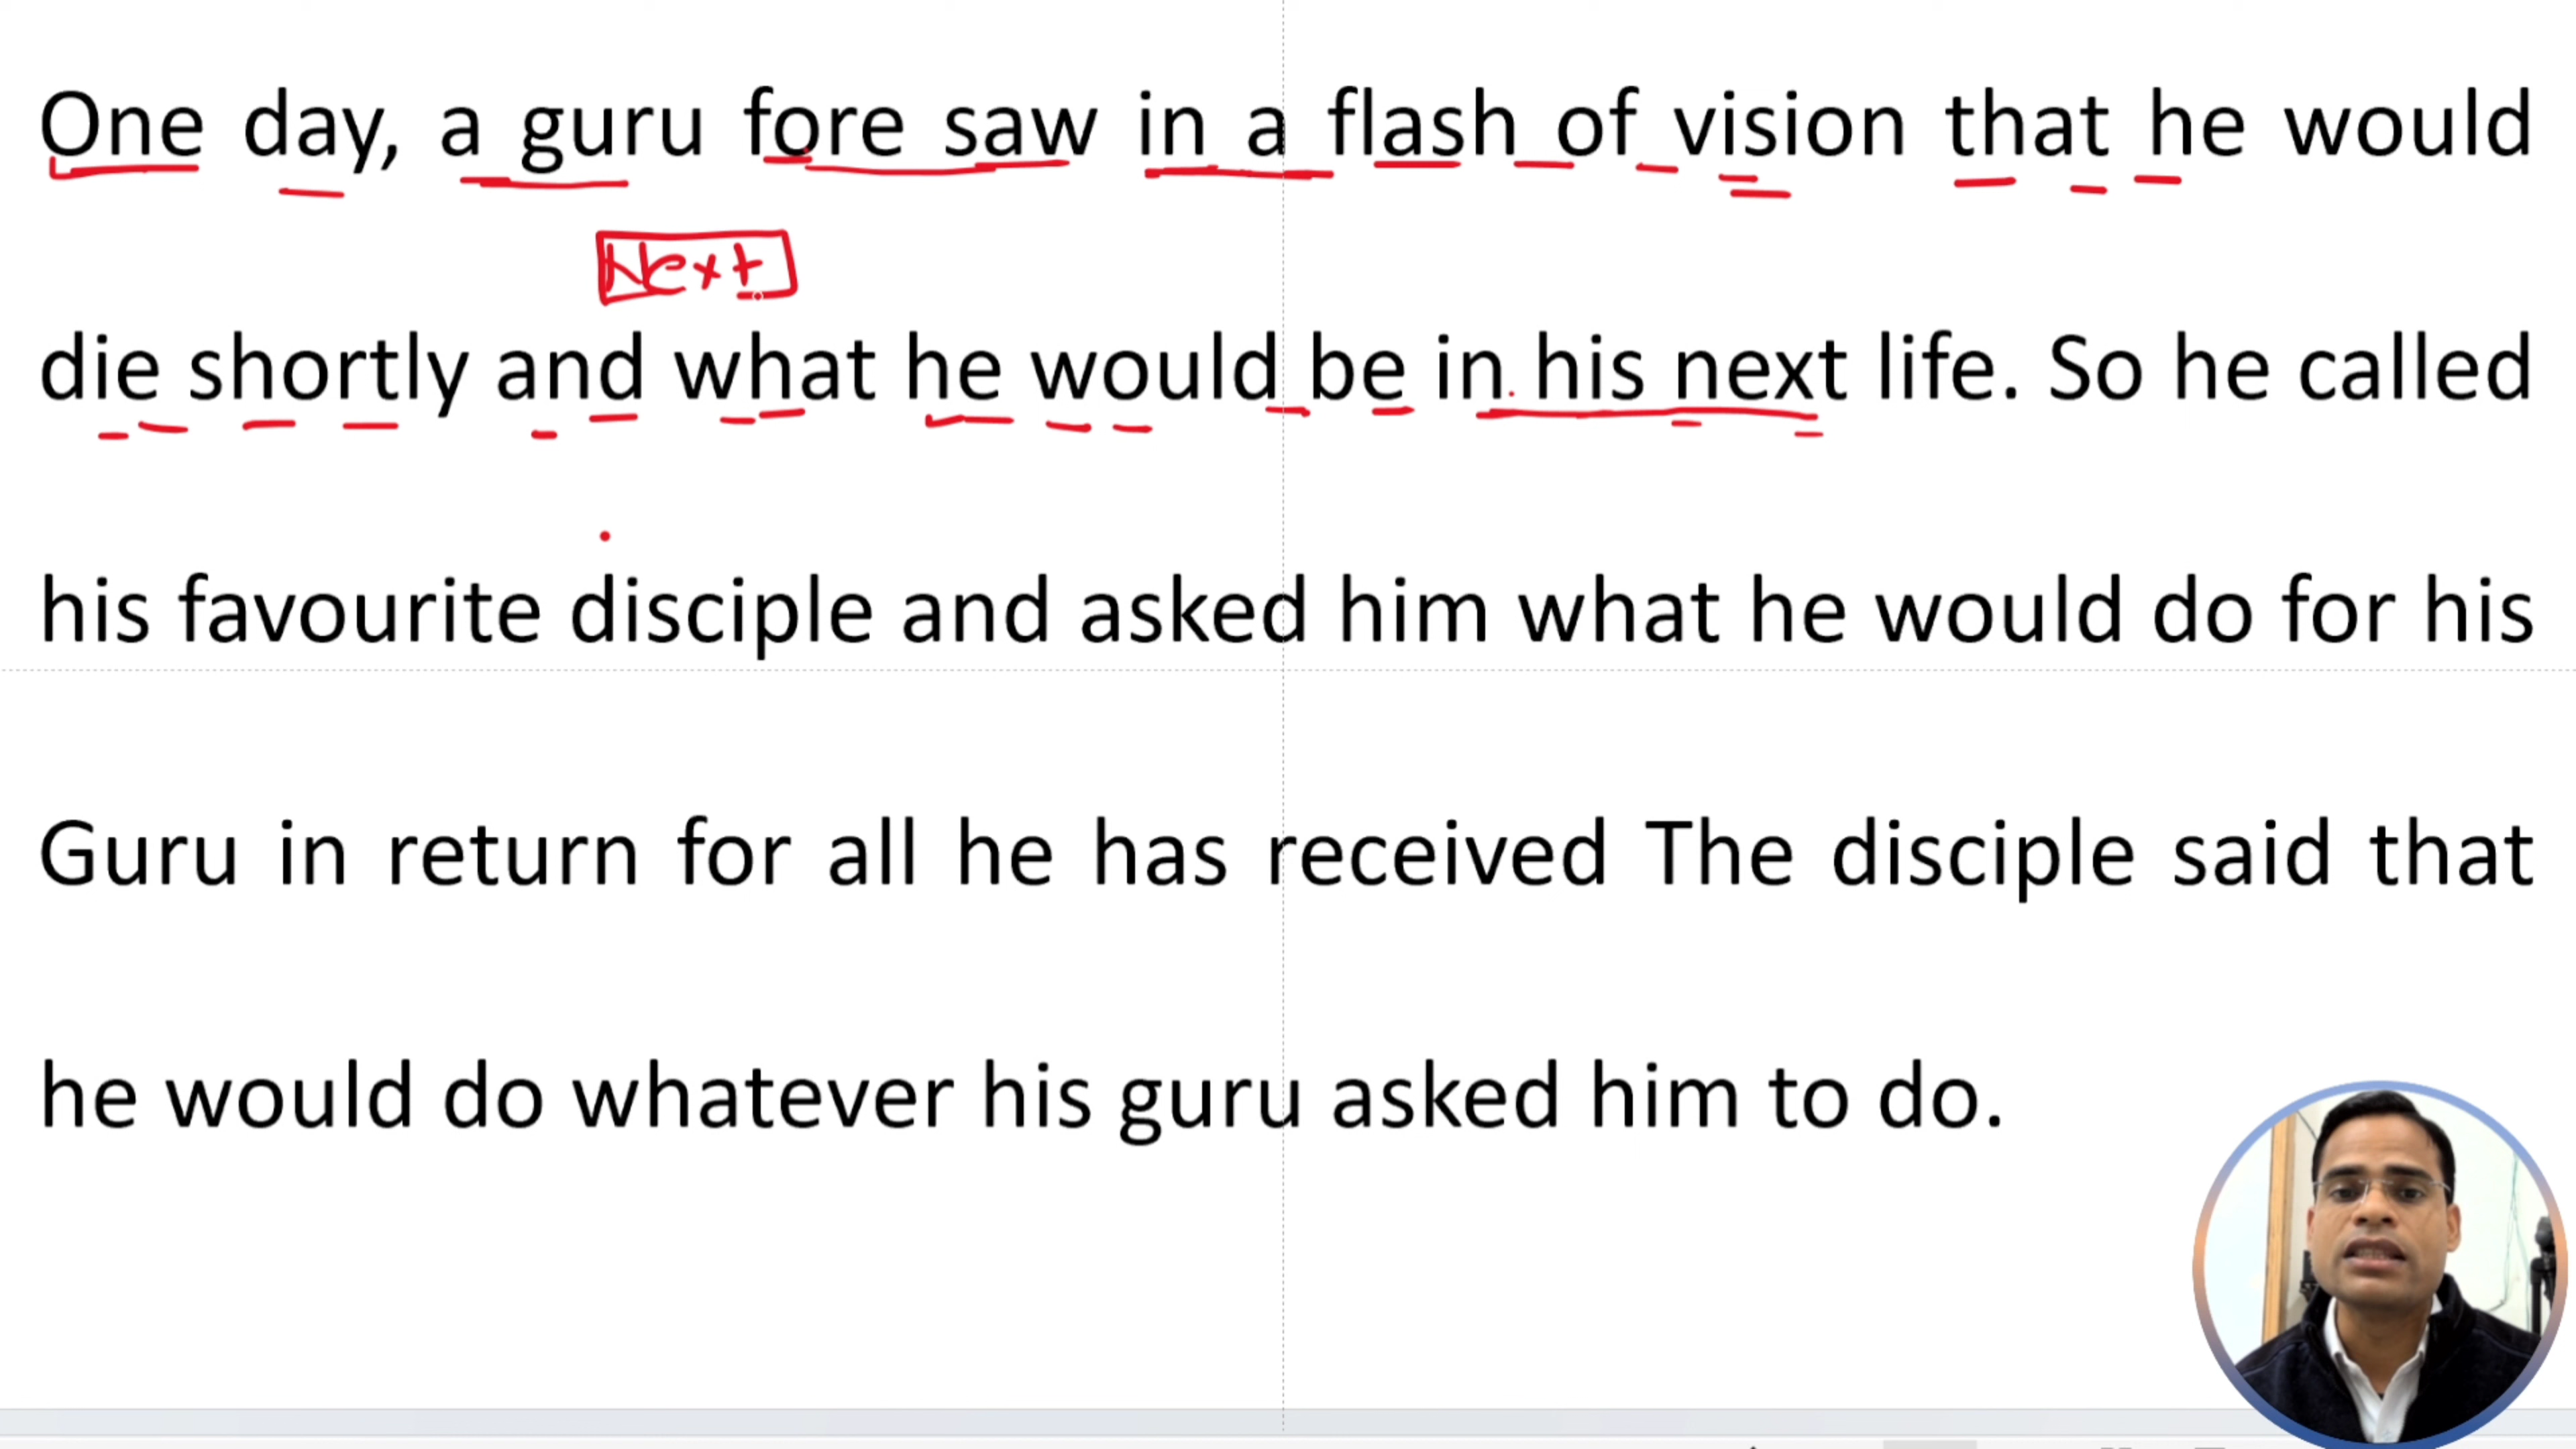 One day, a guru fore saw in a flash of vision that he would
Next
die shortly and what he would be in his next life. So he called
his favourite disciple and asked him what he would do for his
Guru in return for all he has received The disciple said that
he would do whatever his guru asked him to do.